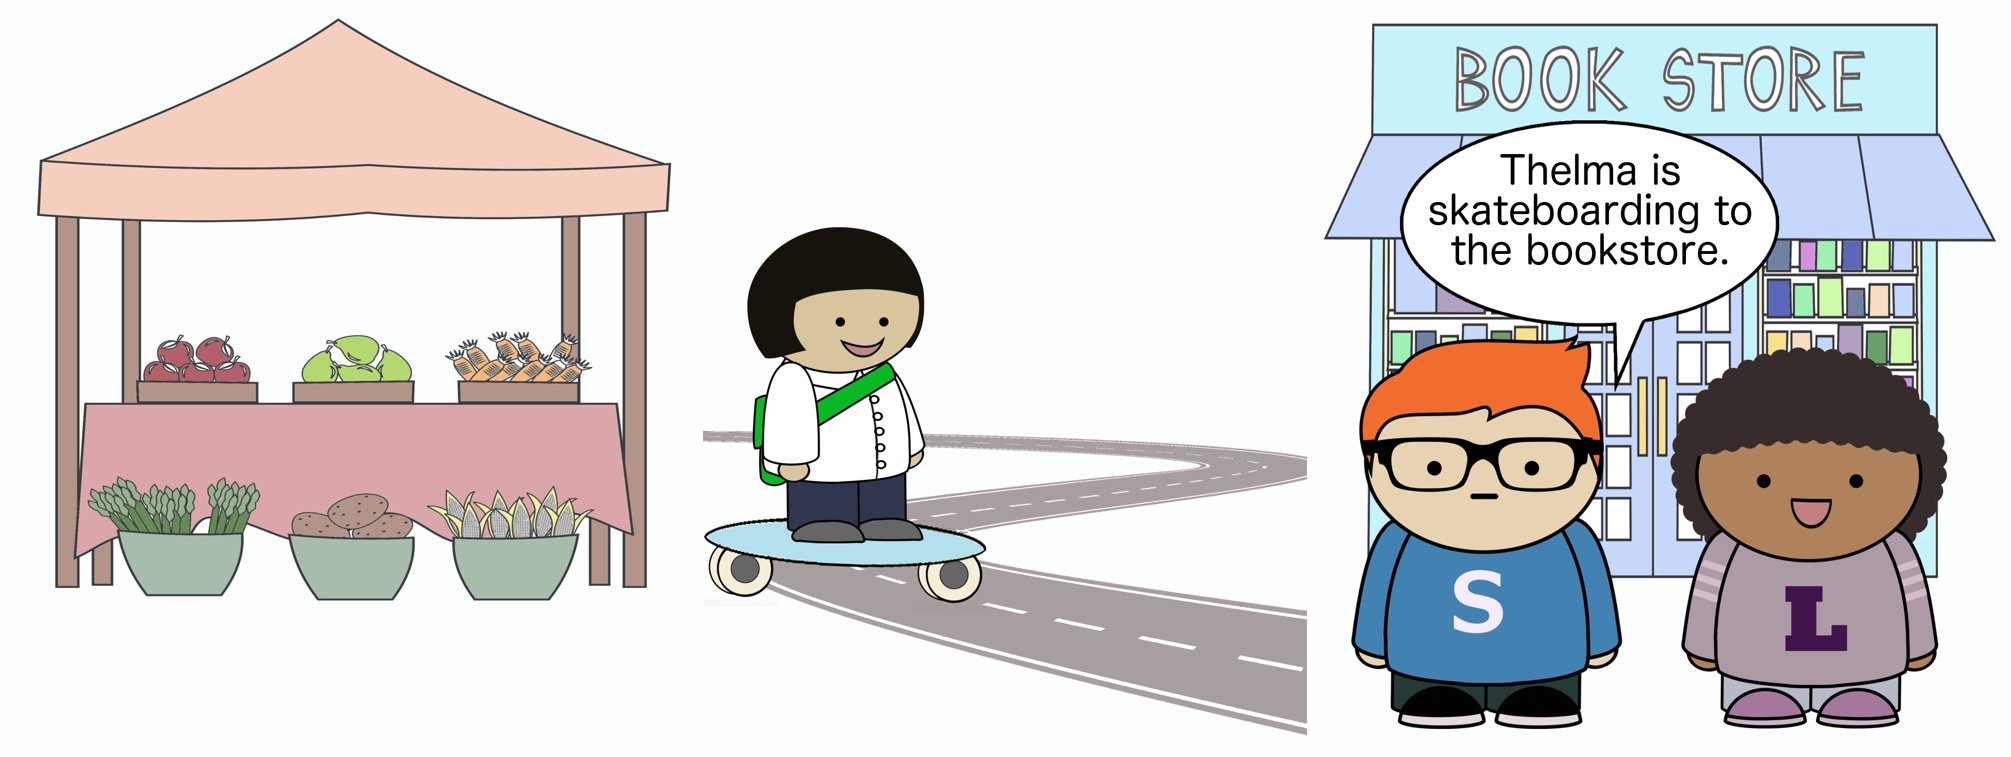 BOOK STORE
Thelma is
skateboarding to
the bookstore.
S
L